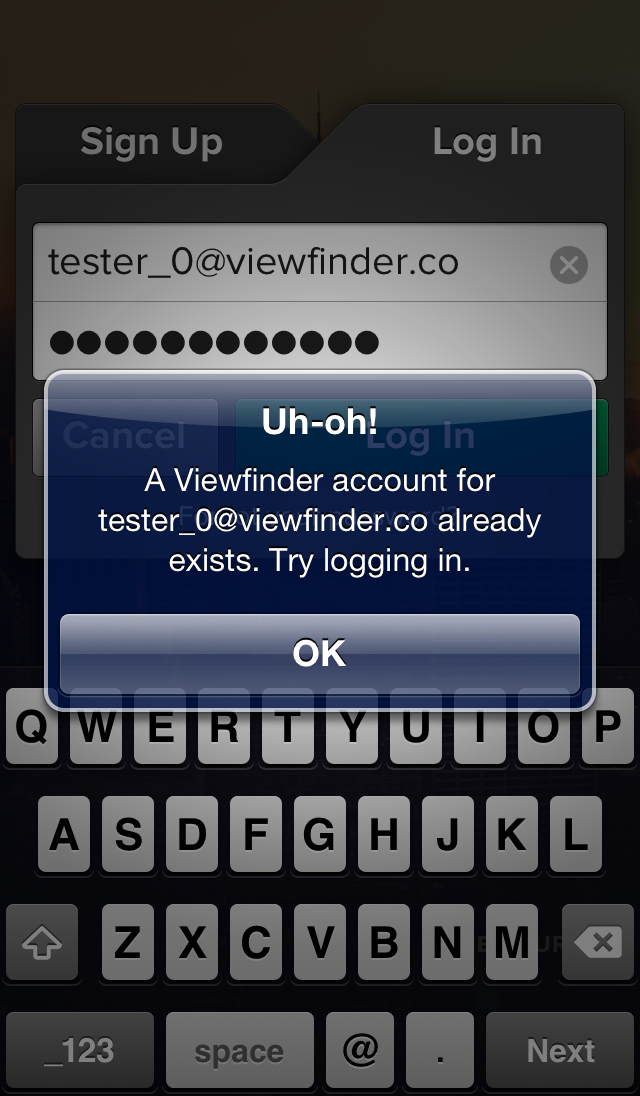 Sign Up
Log In
tester_0@viewfinder.co
●●●●●●●●●●●●●
Uh-oh!
Cancel
Log In
A Viewfinder account for
tester_0@viewfinder.co already
exists. Try logging in.
OK
Q W E R T Y U I O P
A S D F G H J K L
Z X C V B N M
_123 space @ . Next